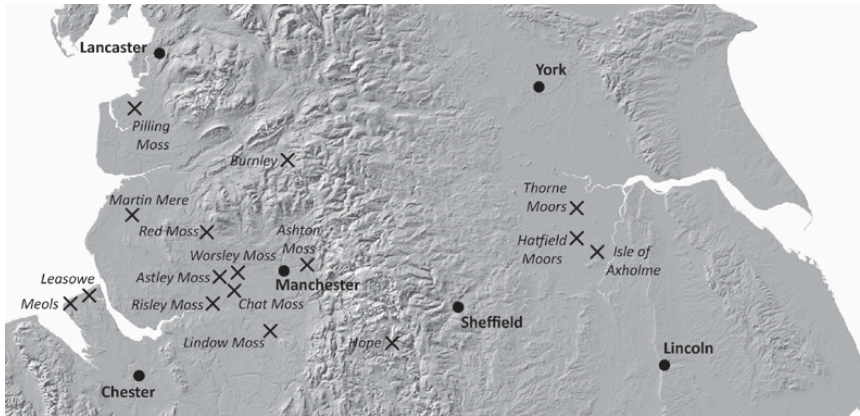 Lancaster
York
Pilling
Moss
Burnley
Thorne
Moors
Martin Mere
Red Moss
Ashton
Moss
Worsley Moss
Hatfield
Moors
Isle of
Axholme
Astley Moss
Manchester
Leasowe
Meols
Risley Moss
Chat Moss
Sheffield
Lindow Moss
Hope
Lincoln
Chester